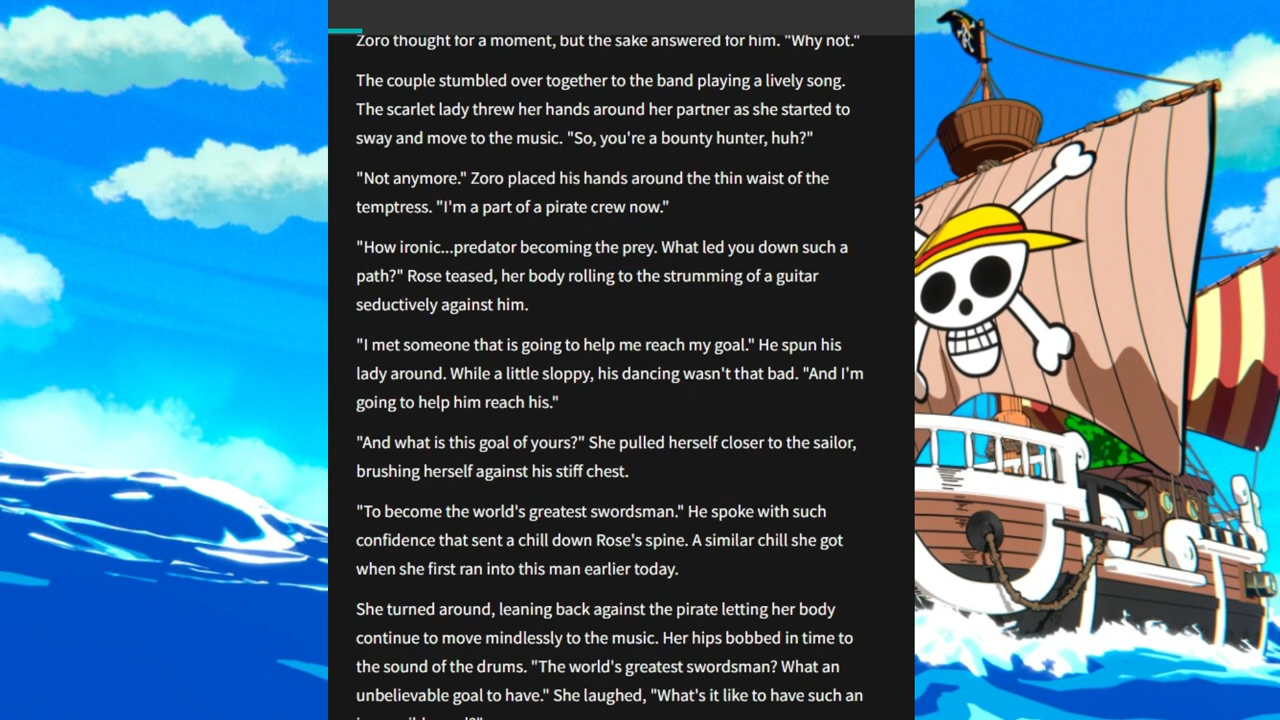 Zoro thought for a moment, but the sake answered for him. "Why not."
The couple stumbled over together to the band playing a lively song.
The scarlet lady threw her hands around her partner as she started to
sway and move to the music. "So, you're a bounty hunter, huh?"
"Not anymore." Zoro placed his hands around the thin waist of the
temptress. "I'm a part of a pirate crew now."
"How ironic...predator becoming the prey. What led you down such a
path?" Rose teased, her body rolling to the strumming of a guitar
seductively against him.
"I met someone that is going to help me reach my goal." He spun his
lady around. While a little sloppy, his dancing wasn't that bad. "And I'm
going to help him reach his."
"And what is this goal of yours?" She pulled herself closer to the sailor,
brushing herself against his stiff chest.
"To become the world's greatest swordsman." He spoke with such
confidence that sent a chill down Rose's spine. A similar chill she got
when she first ran into this man earlier today.
She turned around, leaning back against the pirate letting her body
continue to move mindlessly to the music. Her hips bobbed in time to
the sound of the drums. "The world's greatest swordsman? What an
unbelievable goal to have." She laughed, "What's it like to have such an